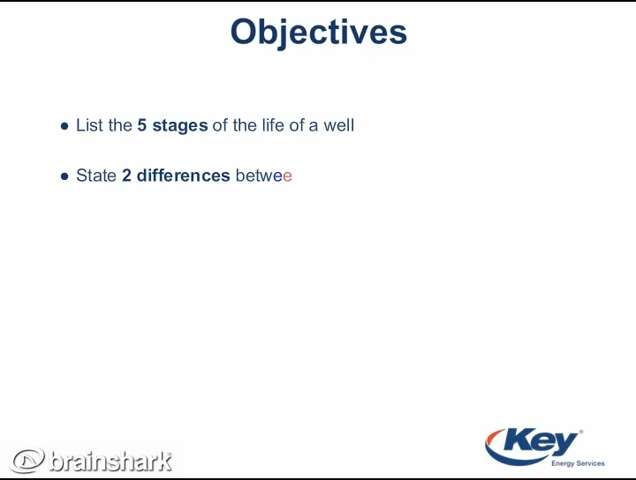 Objectives
● List the 5 stages of the life of a well
● State 2 differences betwee
Key®
Energy Services
brainshark